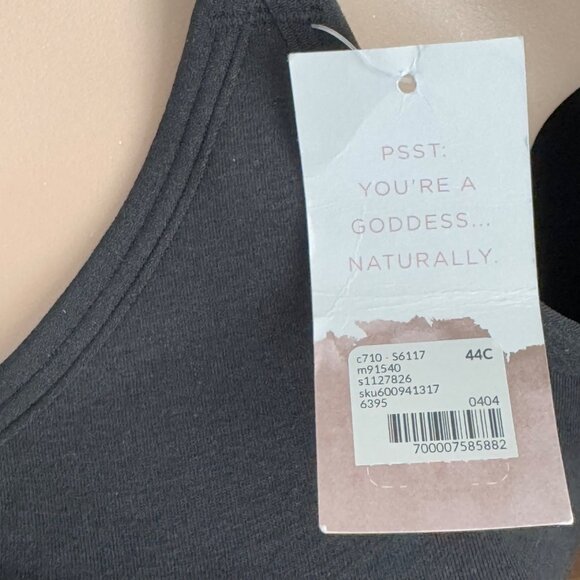 PSST:
YOU'RE A
GODDESS...
NATURALLY.
c710 - S6117 44C
m91540
s1127826
sku600941317
6395 0404
700007585882